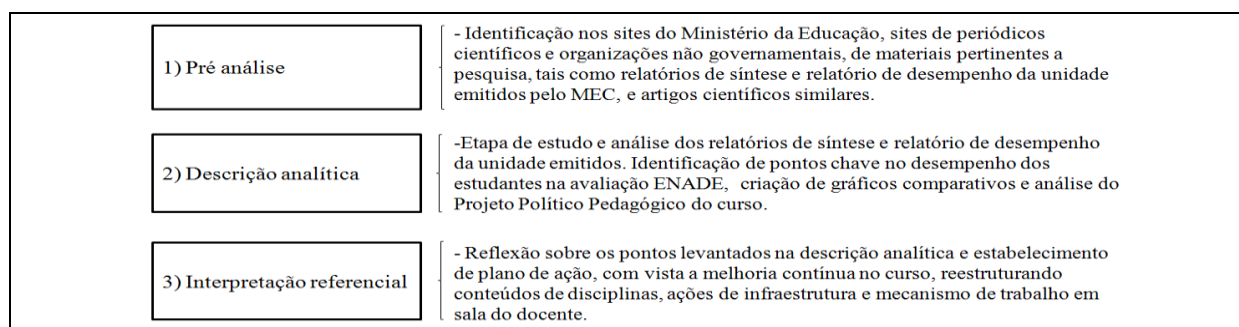 1) Pré análise
- Identificação nos sites do Ministério da Educação, sites de periódicos
científicos e organizações não governamentais, de materiais pertinentes a
pesquisa, tais como relatórios de síntese e relatório de desempenho da unidade
emitidos pelo MEC, e artigos científicos similares.
2) Descrição analítica
-Etapa de estudo e análise dos relatórios de síntese e relatório de desempenho
da unidade emitidos. Identificação de pontos chave no desempenho dos
estudantes na avaliação ENADE, criação de gráficos comparativos e análise do
Projeto Político Pedagógico do curso.
3) Interpretação referencial
- Reflexão sobre os pontos levantados na descrição analítica e estabelecimento
de plano de ação, com vista a melhoria contínua no curso, reestruturando
conteúdos de disciplinas, ações de infraestrutura e mecanismo de trabalho em
sala do docente.